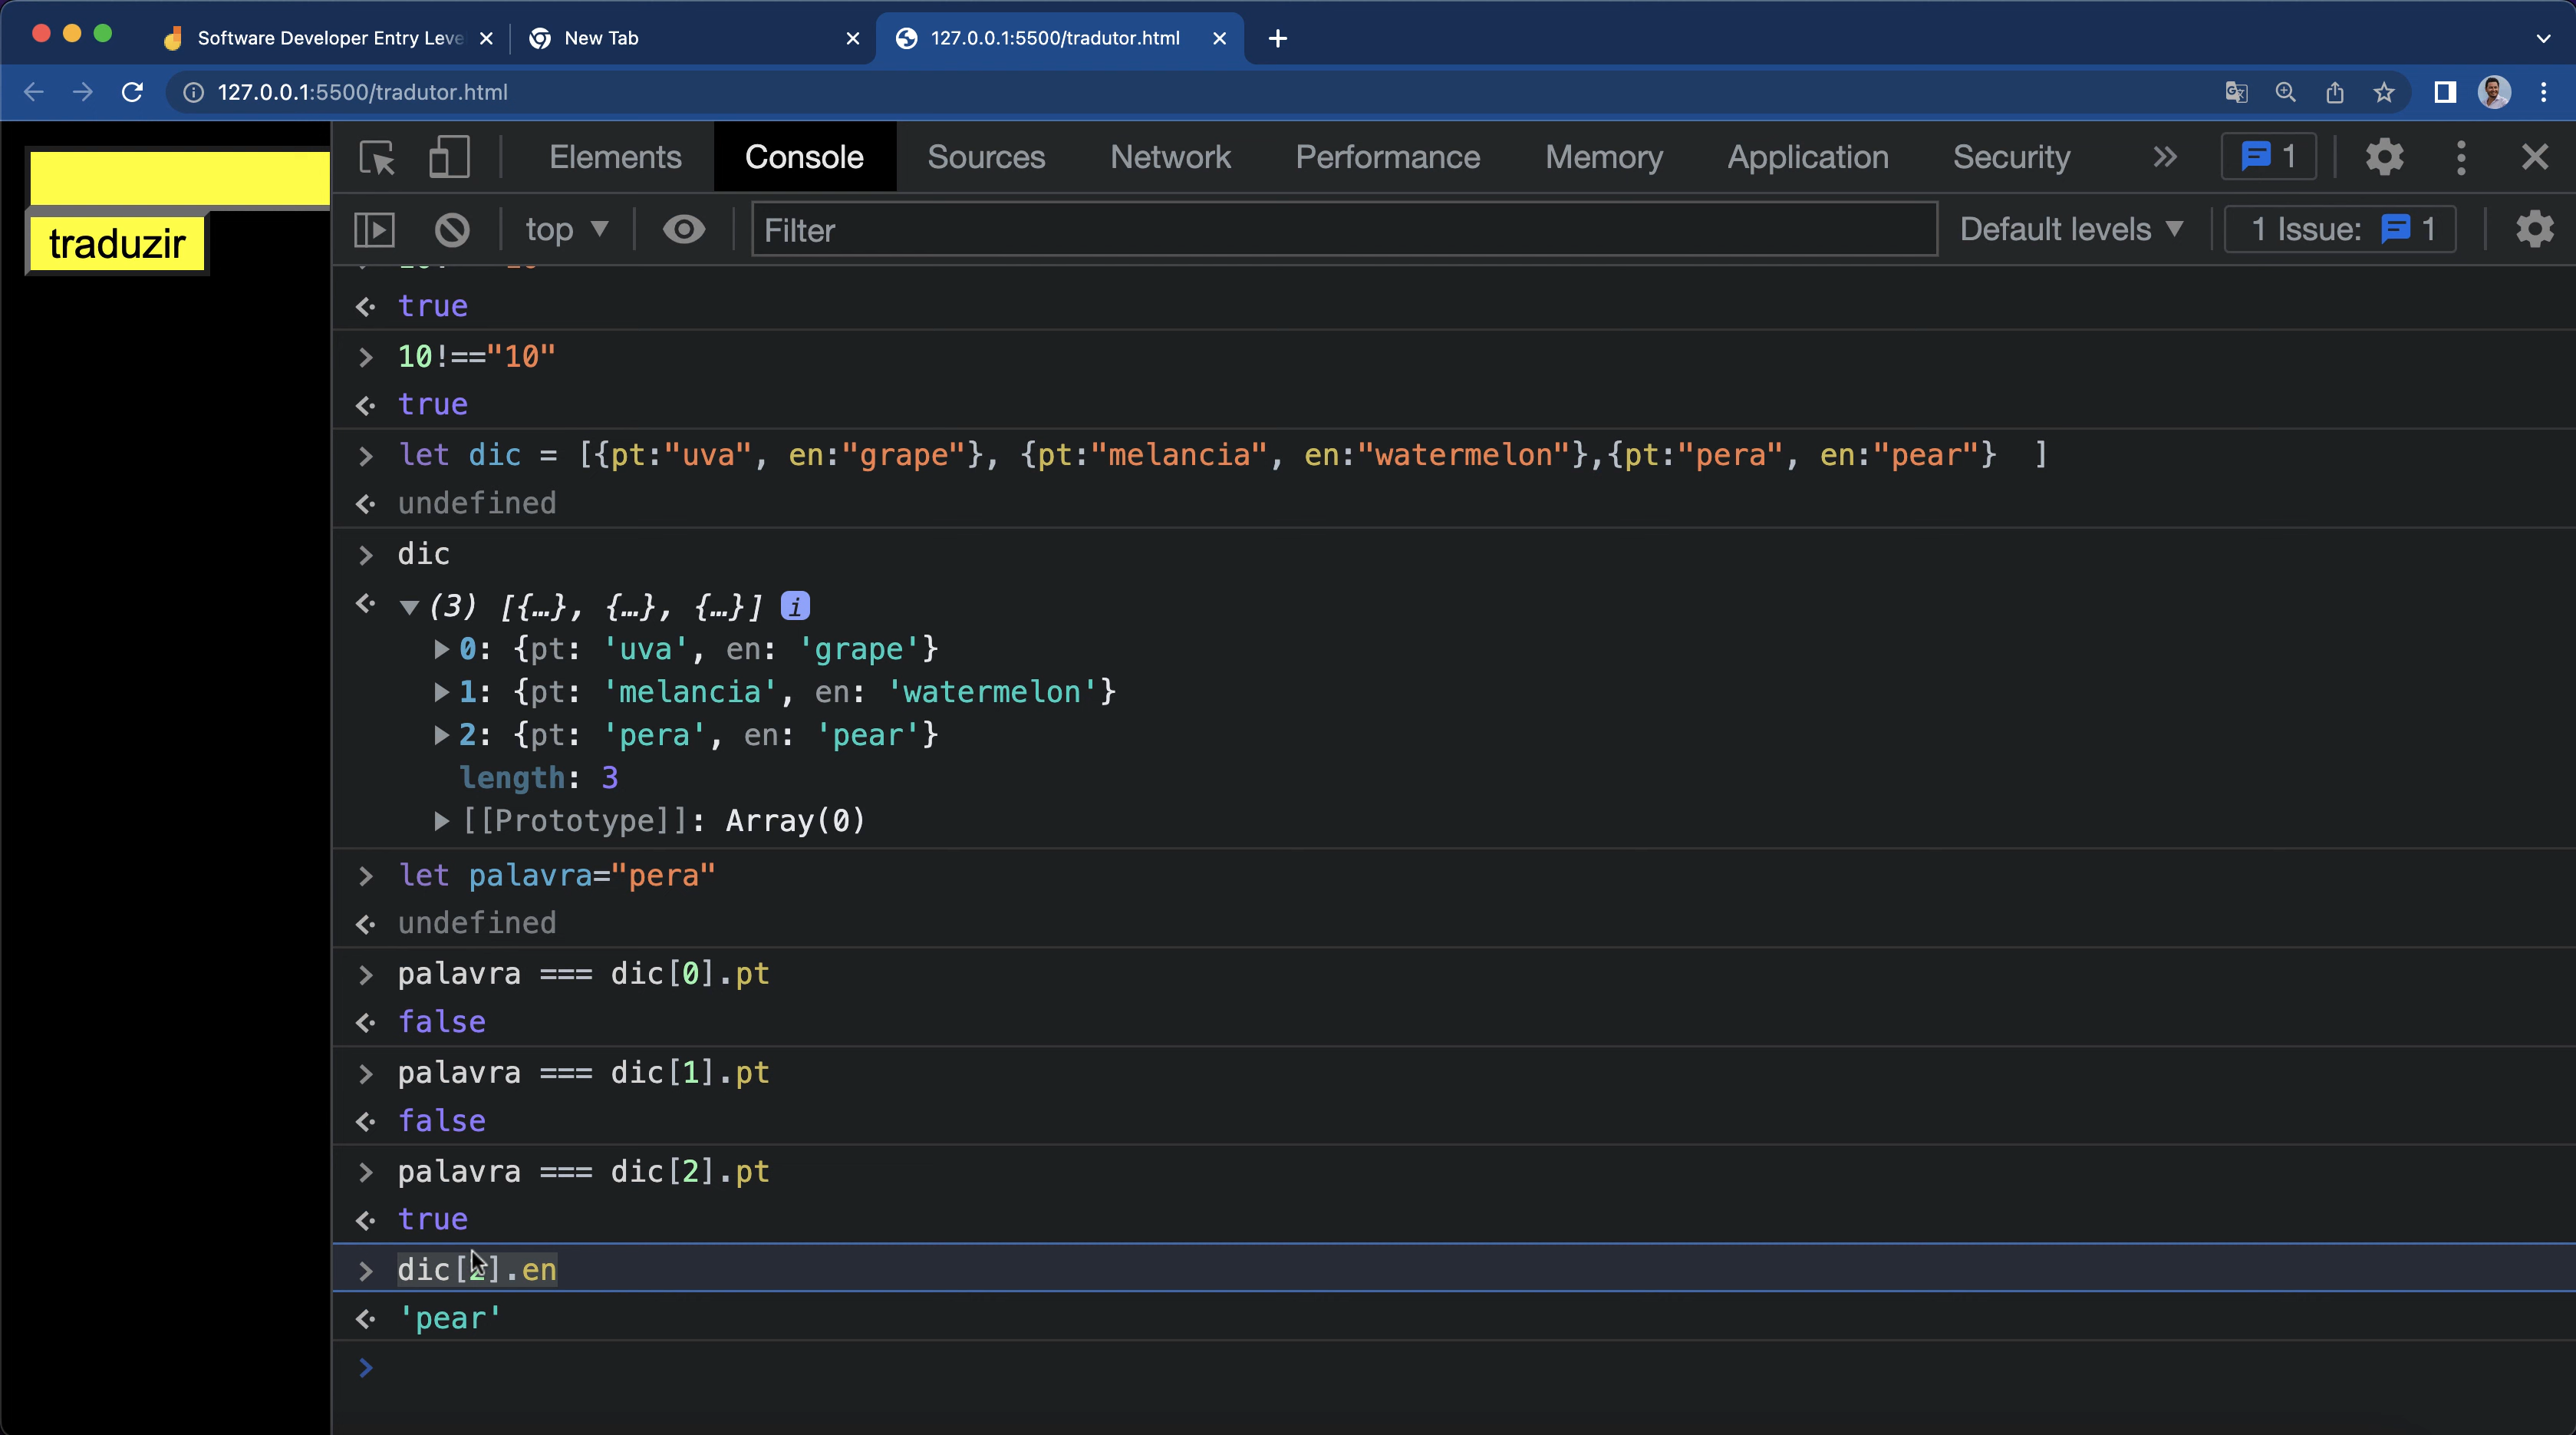 Software Developer Entry Leve
New Tab
127.0.0.1:5500/tradutor.html
127.0.0.1:5500/tradutor.html
traduzir
Elements Console Sources Network Performance Memory Application Security 1
top Filter Default levels 1 Issue: 1
true
10!=="10"
true
let dic = [{pt:"uva", en:"grape"}, {pt:"melancia", en:"watermelon"},{pt:"pera", en:"pear"} ]
undefined
dic
(3) [{…}, {…}, {…}] i
0: {pt: 'uva', en: 'grape'}
1: {pt: 'melancia', en: 'watermelon'}
2: {pt: 'pera', en: 'pear'}
length: 3
[[Prototype]]: Array(0)
let palavra="pera"
undefined
palavra === dic[0].pt
false
palavra === dic[1].pt
false
palavra === dic[2].pt
true
dic[2].en
'pear'